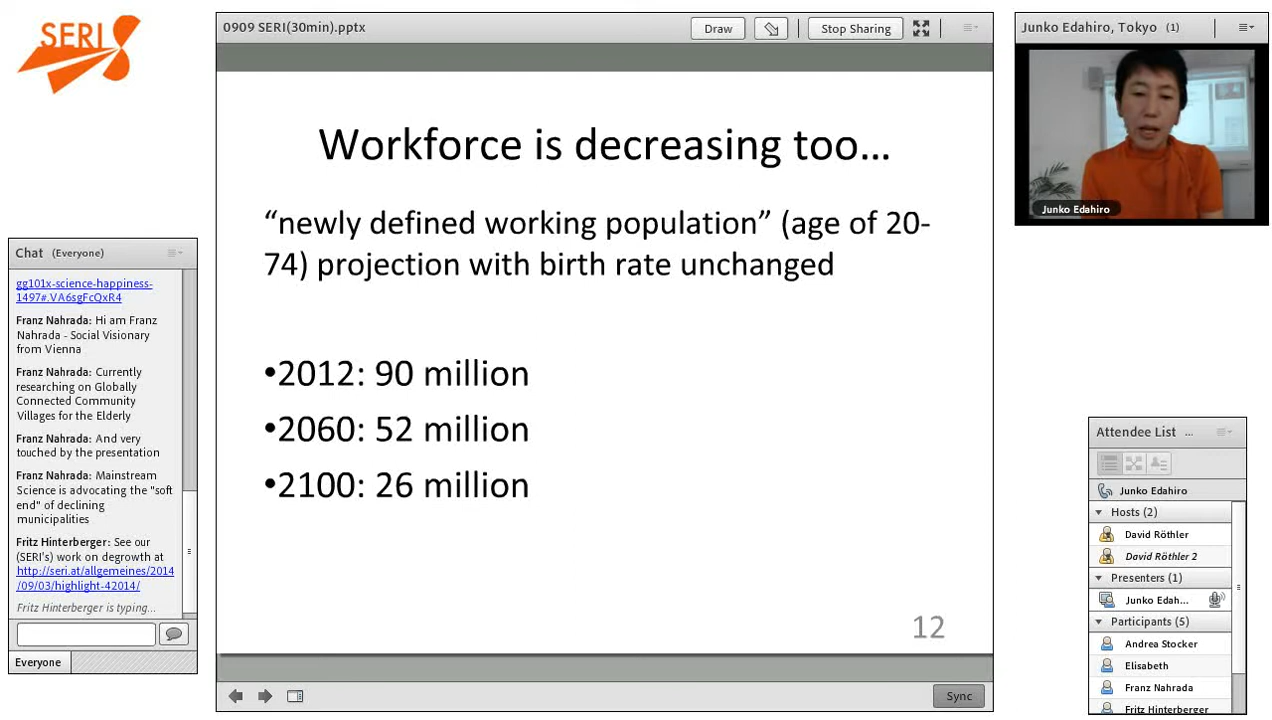 SERI
0909 SERI(30min).pptx
Draw
Stop Sharing
Workforce is decreasing too...
“newly defined working population” (age of 20-
74) projection with birth rate unchanged
•2012: 90 million
•2060: 52 million
•2100: 26 million
12
Sync
Junko Edahiro, Tokyo (1)
Junko Edahiro
Chat (Everyone)
gg101x-science-happiness-
1497#.VA6sgFcQxR4
Franz Nahrada: Hi am Franz
Nahrada - Social Visionary
from Vienna
Franz Nahrada: Currently
researching on Globally
Connected Community
Villages for the Elderly
Franz Nahrada: And very
touched by the presentation
Franz Nahrada: Mainstream
Science is advocating the "soft
end" of declining
municipalities
Fritz Hinterberger: See our
(SERI's) work on degrowth at
http://seri.at/allgemeines/2014
/09/03/highlight-42014/
Fritz Hinterberger is typing...
Everyone
Attendee List ...
Junko Edahiro
Hosts (2)
David Röthler
David Röthler 2
Presenters (1)
Junko Edah...
Participants (5)
Andrea Stocker
Elisabeth
Franz Nahrada
Fritz Hinterberger